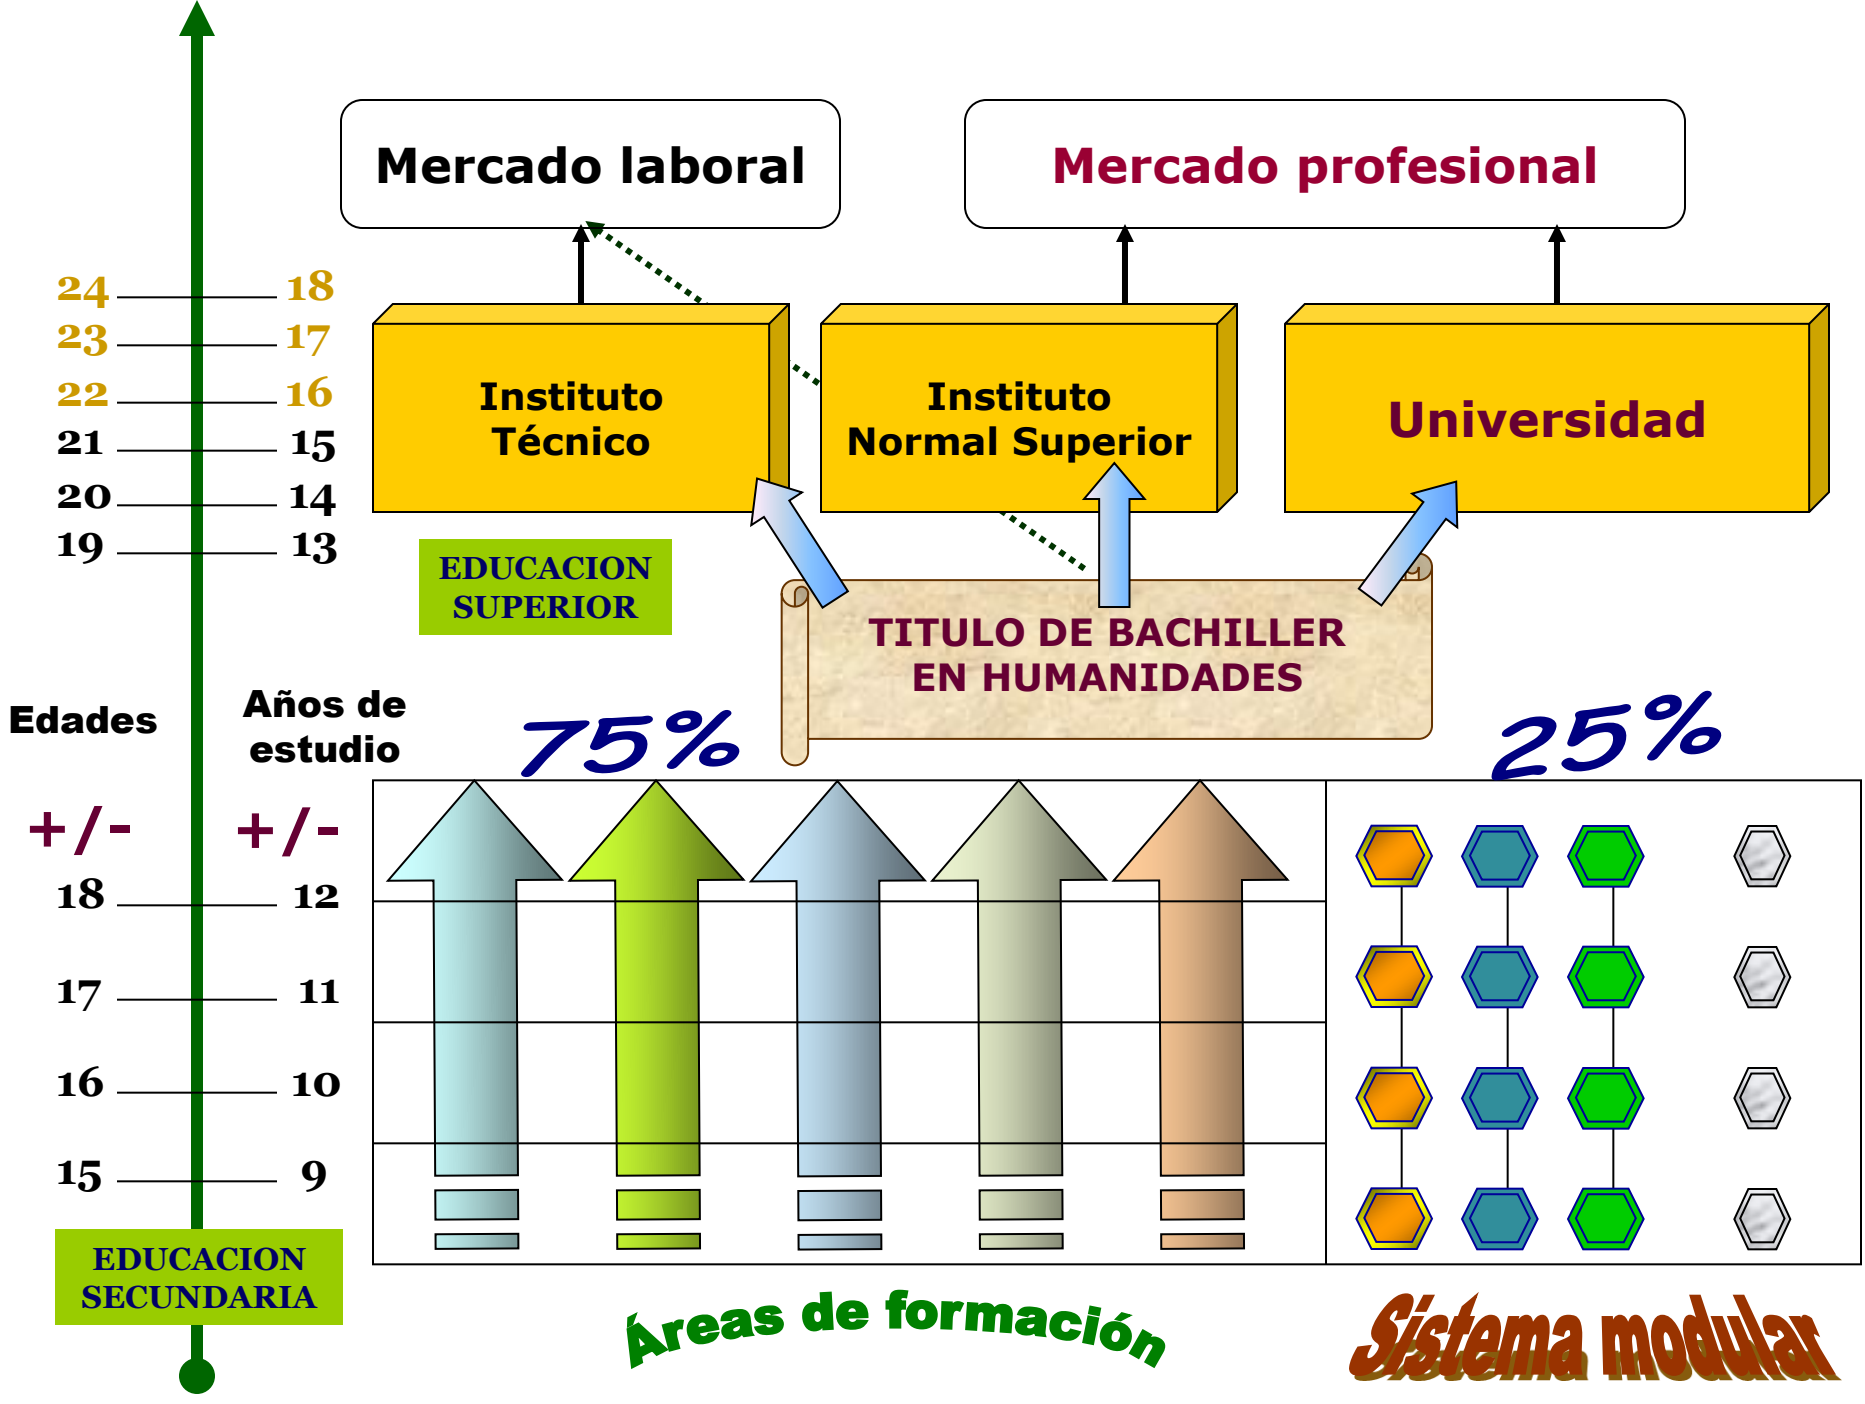 Mercado laboral
Mercado profesional
24 18
23 17
22 16
21 15
20 14
19 13
Instituto
Técnico
Instituto
Normal Superior
Universidad
EDUCACION
SUPERIOR
TITULO DE BACHILLER
EN HUMANIDADES
Edades
Años de
estudio
75%
25%
+/- +/-
18 12
17 11
16 10
15 9
EDUCACION
SECUNDARIA
Áreas de formación
Sistema modular